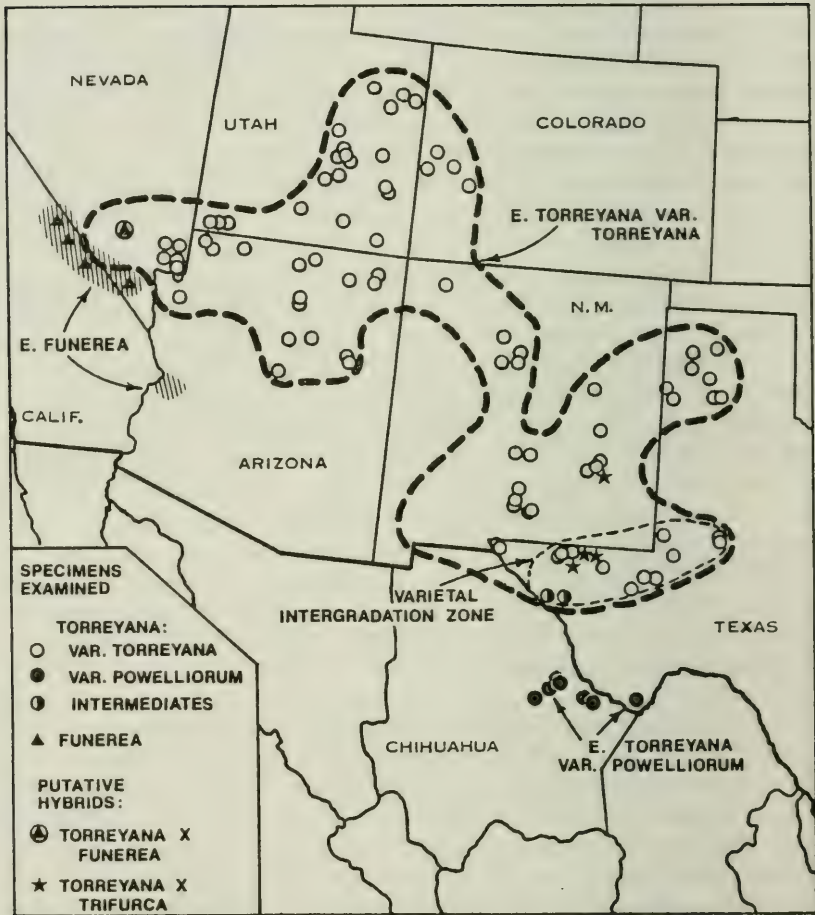 NEVADA
UTAH
COLORADO
E. TORREYANA VAR.
TORREYANA
N.M.
E. FUNEREA
CALIF.
ARIZONA
VARIETAL
INTERGRADATION ZONE
TEXAS
CHIHUAHUA
E. TORREYANA
VAR. POWELLIORUM
SPECIMENS
EXAMINED
TORREYANA:
VAR. TORREYANA
VAR. POWELLIORUM
INTERMEDIATES
FUNEREA
PUTATIVE
HYBRIDS:
TORREYANA X
FUNEREA
TORREYANA X
TRIFURCA